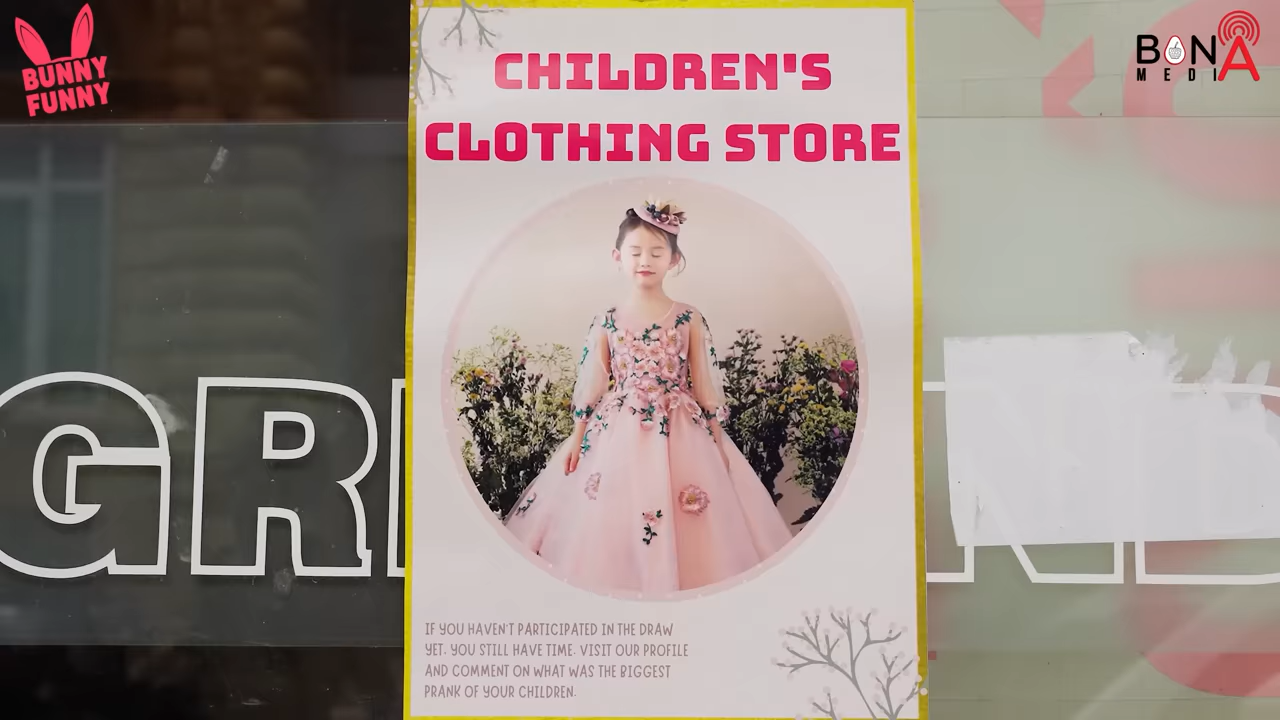 BUNNY
FUNNY
BONA
MEDIA
CHILDREN'S
CLOTHING STORE
GR
IF YOU HAVEN'T PARTICIPATED IN THE DRAW
YET, YOU STILL HAVE TIME. VISIT OUR PROFILE
AND COMMENT ON WHAT WAS THE BIGGEST
PRANK OF YOUR CHILDREN.